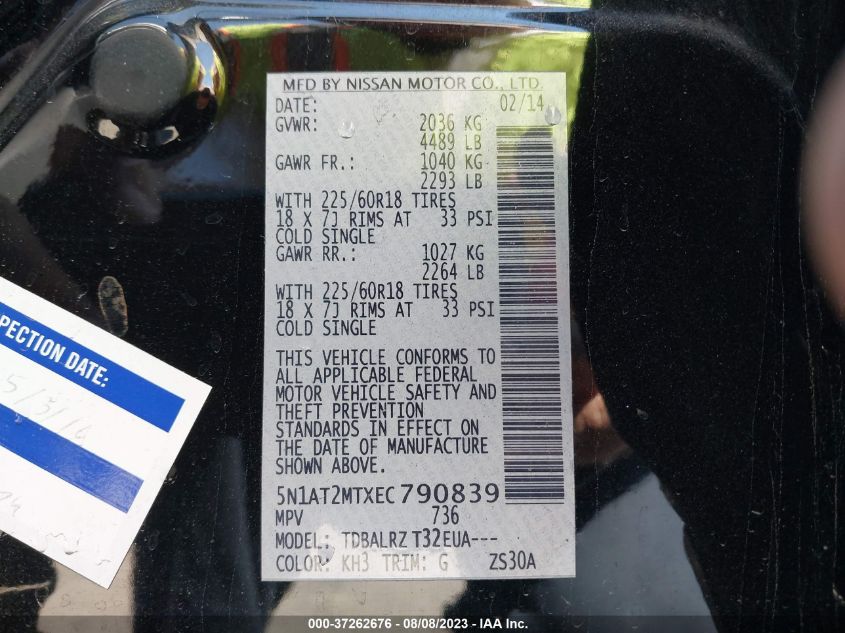 MFD BY NISSAN MOTOR CO., LTD.
DATE: 02/14
GVWR: 2036 KG
4489 LB
GAWR FR.: 1040 KG
2293 LB
WITH 225/60R18 TIRES
18 X 7J RIMS AT 33 PSI
COLD SINGLE
GAWR RR.: 1027 KG
2264 LB
WITH 225/60R18 TIRES
18 X 7J RIMS AT 33 PSI
COLD SINGLE
THIS VEHICLE CONFORMS TO
ALL APPLICABLE FEDERAL
MOTOR VEHICLE SAFETY AND
THEFT PREVENTION
STANDARDS IN EFFECT ON
THE DATE OF MANUFACTURE
SHOWN ABOVE.
5N1AT2MTXEC790839
MPV 736
MODEL: TDBALRZ T32EUA---
COLOR: KH3 TRIM: G ZS30A
PECTION DATE:
000-37262676 - 08/08/2023 - IAA Inc.